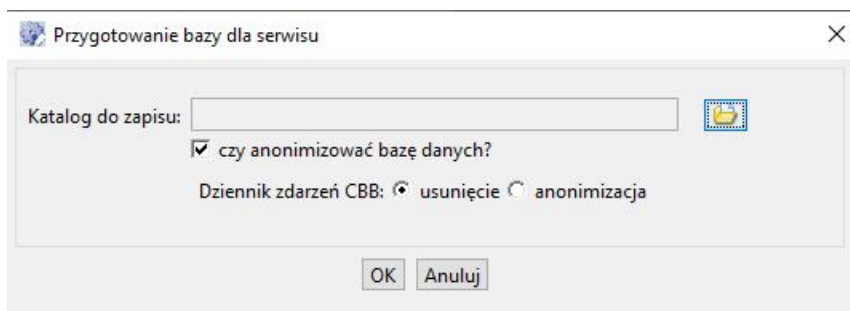 Przygotowanie bazy dla serwisu
Katalog do zapisu:
czy anonimizować bazę danych?
Dziennik zdarzeń CBB: usunięcie anonimizacja
OK Anuluj